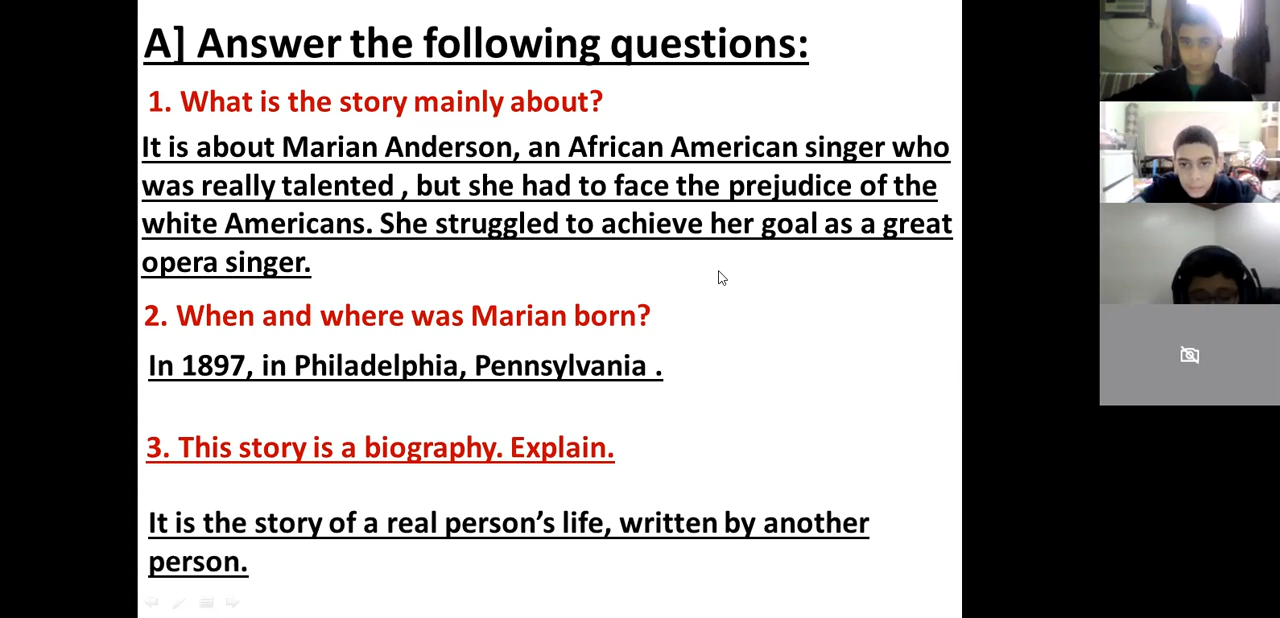 A] Answer the following questions:
1. What is the story mainly about?
It is about Marian Anderson, an African American singer who
was really talented , but she had to face the prejudice of the
white Americans. She struggled to achieve her goal as a great
opera singer.
2. When and where was Marian born?
In 1897, in Philadelphia, Pennsylvania .
3. This story is a biography. Explain.
It is the story of a real person’s life, written by another
person.